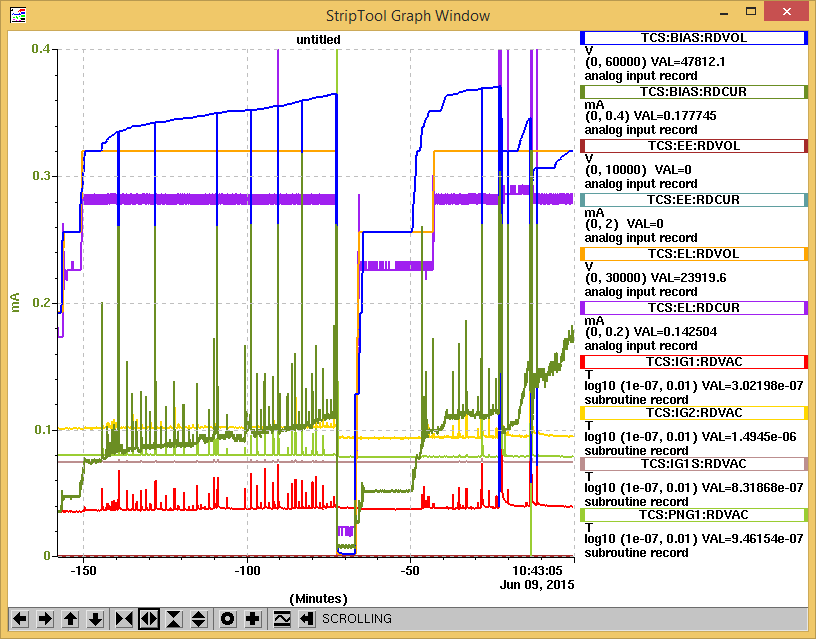 StripTool Graph Window
untitled
0.4
0.3
0.2
0.1
0
mA
-150
-100
-50
10:43:05
Jun 09, 2015
(Minutes)
TCS:BIAS:RDVOL
V
(0, 60000) VAL=47812.1
analog input record
TCS:BIAS:RDCUR
mA
(0, 0.4) VAL=0.177745
analog input record
TCS:EE:RDVOL
V
(0, 10000) VAL=0
analog input record
TCS:EE:RDCUR
mA
(0, 2) VAL=0
analog input record
TCS:EL:RDVOL
V
(0, 30000) VAL=23919.6
analog input record
TCS:EL:RDCUR
mA
(0, 0.2) VAL=0.142504
analog input record
TCS:IG1:RDVAC
T
log10 (1e-07, 0.01) VAL=3.02198e-07
subroutine record
TCS:IG2:RDVAC
T
log10 (1e-07, 0.01) VAL=1.4945e-06
subroutine record
TCS:IG1S:RDVAC
T
log10 (1e-07, 0.01) VAL=8.31868e-07
subroutine record
TCS:PNG1:RDVAC
T
log10 (1e-07, 0.01) VAL=9.46154e-07
subroutine record
SCROLLING